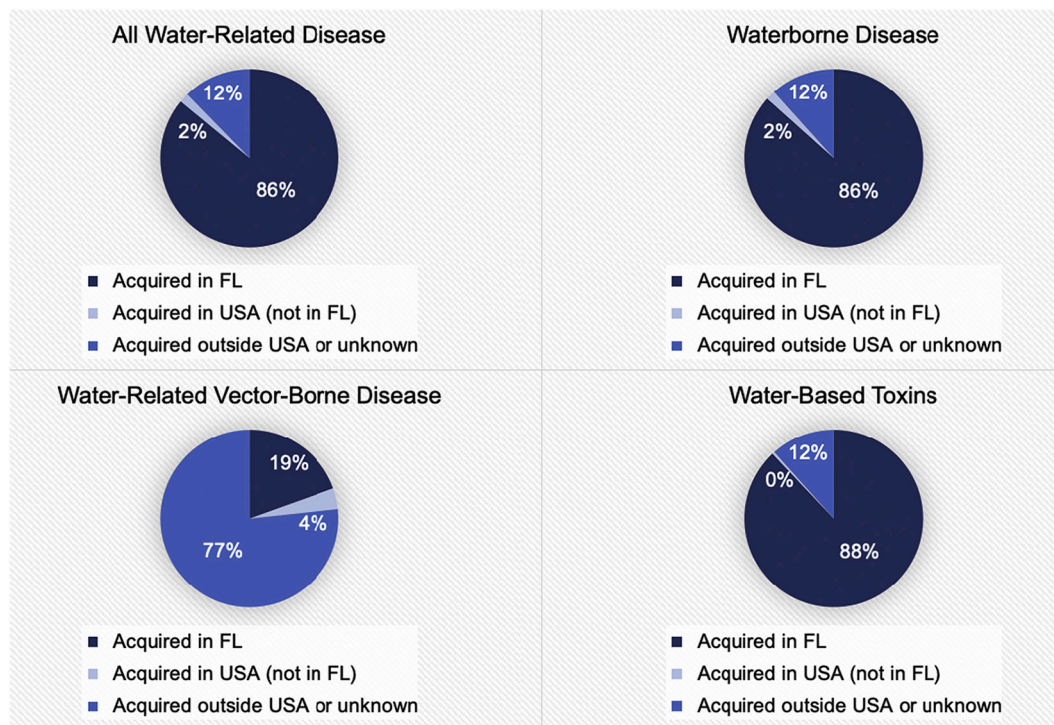 All Water-Related Disease
12%
2%
86%
Acquired in FL
Acquired in USA (not in FL)
Acquired outside USA or unknown
Waterborne Disease
12%
2%
86%
Acquired in FL
Acquired in USA (not in FL)
Acquired outside USA or unknown
Water-Related Vector-Borne Disease
19%
4%
77%
Acquired in FL
Acquired in USA (not in FL)
Acquired outside USA or unknown
Water-Based Toxins
12%
0%
88%
Acquired in FL
Acquired in USA (not in FL)
Acquired outside USA or unknown